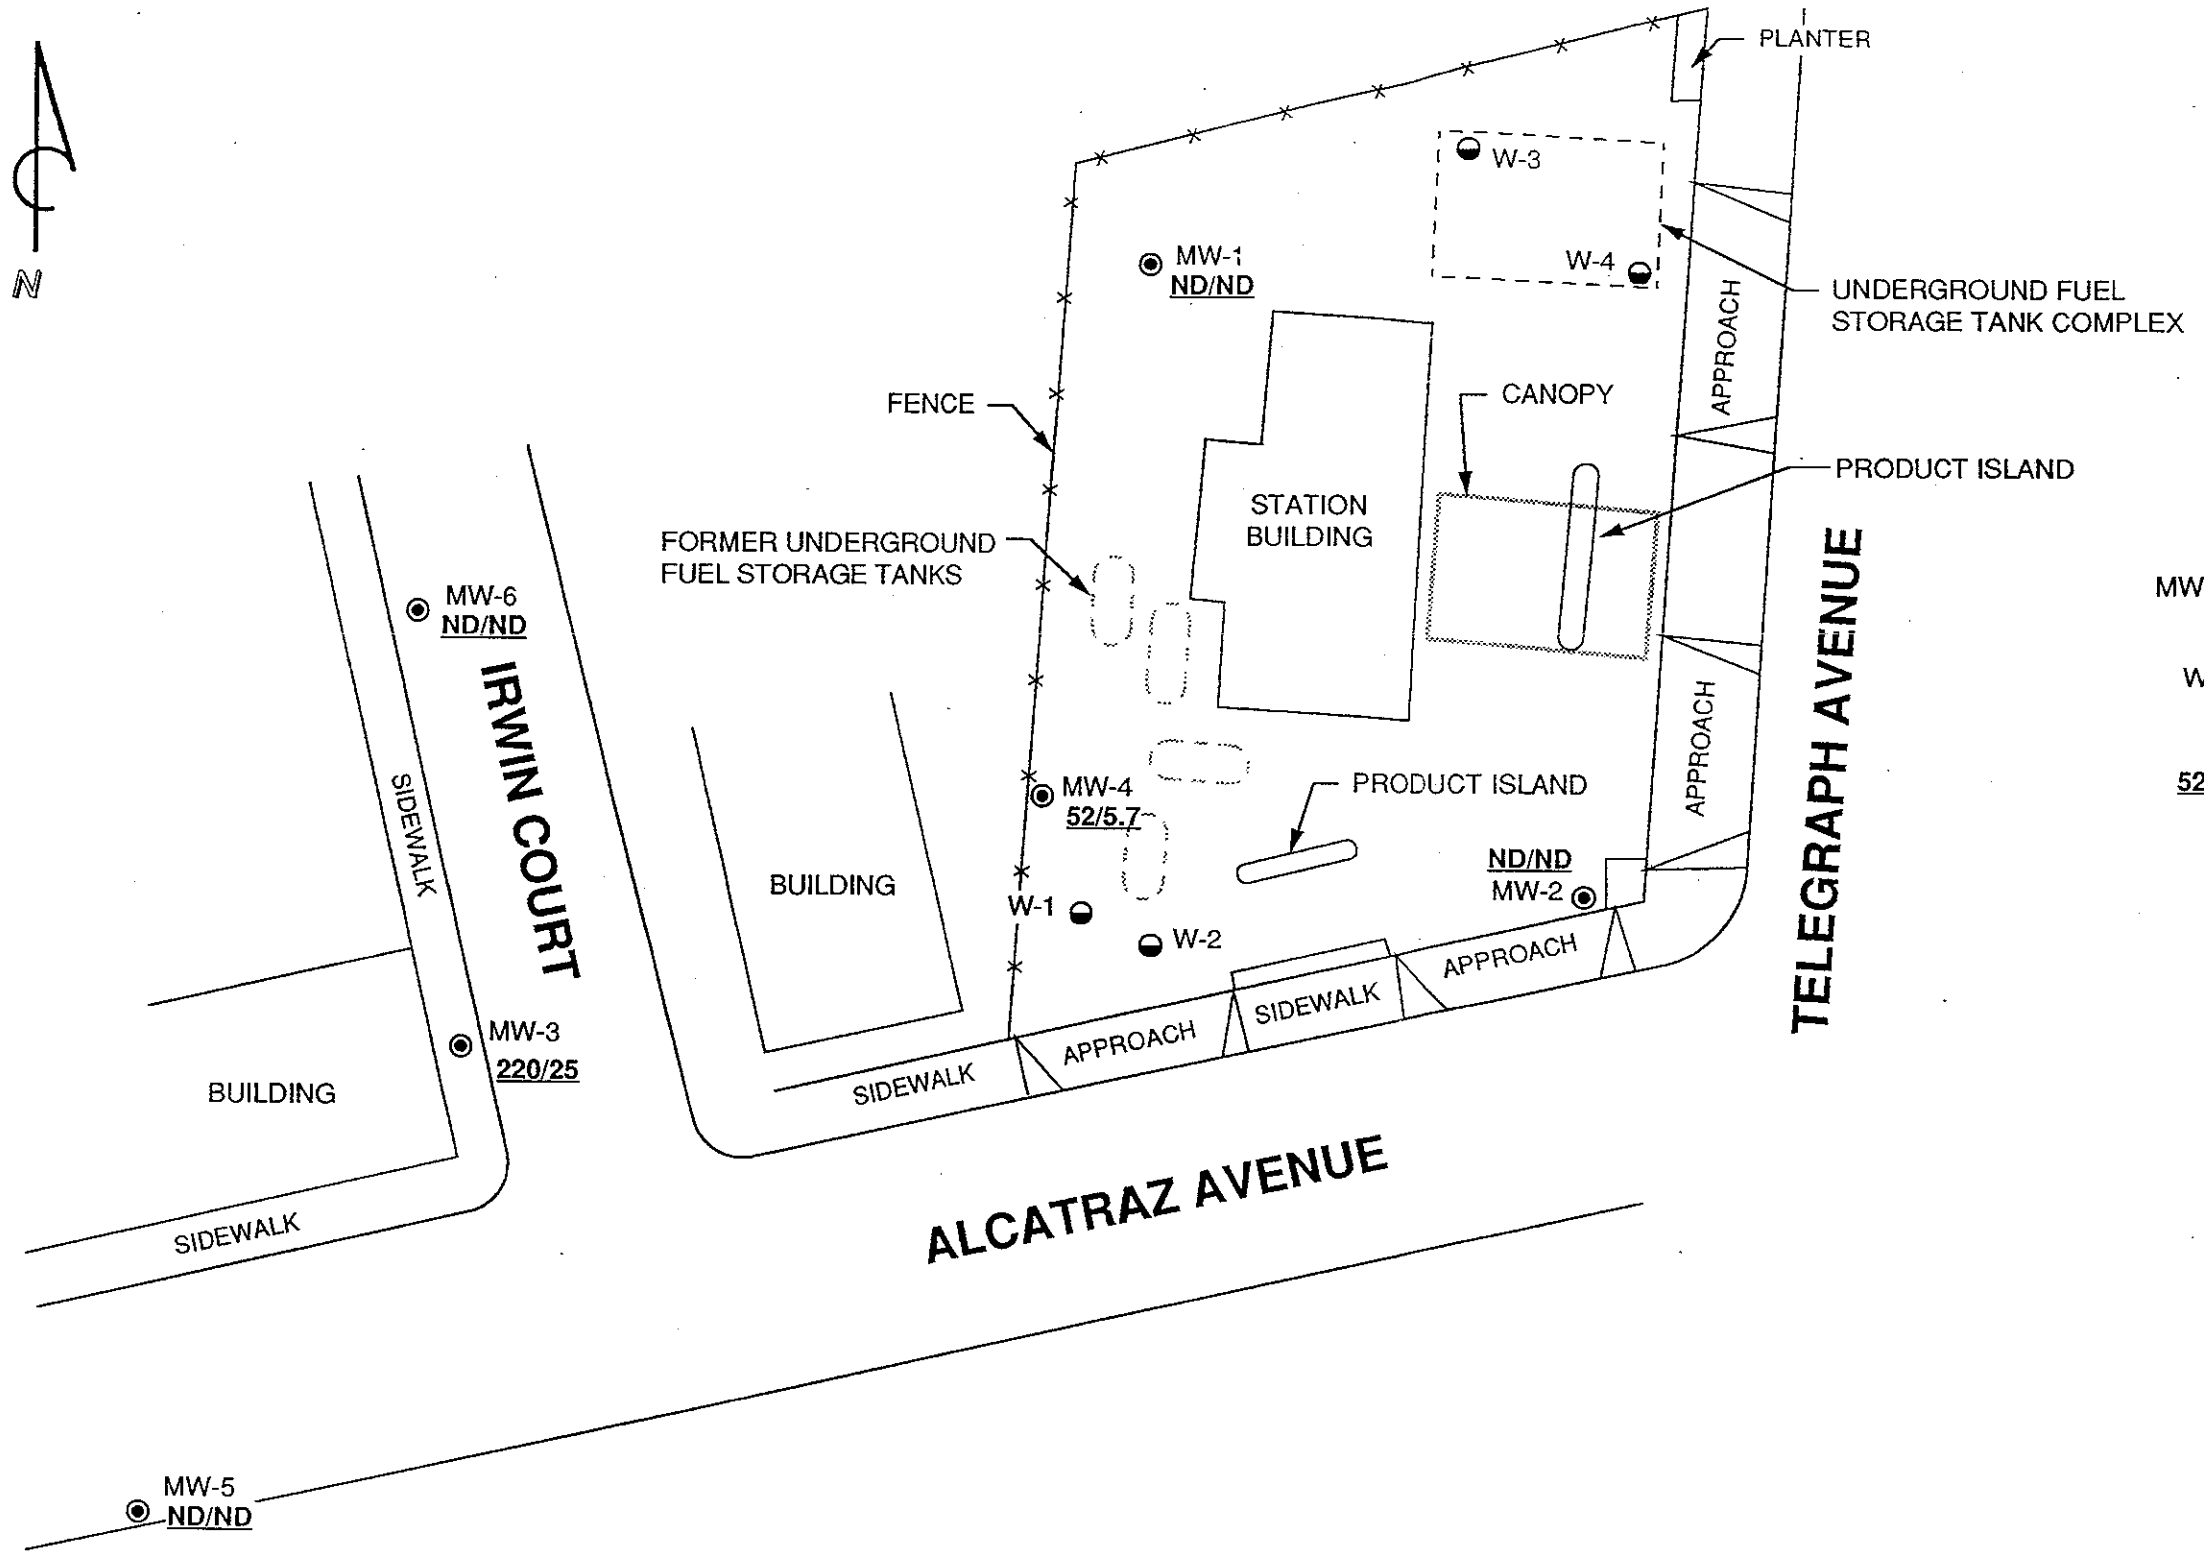 PLANTER
W-3
MW-1
ND/ND
W-4
UNDERGROUND FUEL
STORAGE TANK COMPLEX
N
APPROACH
FENCE
CANOPY
PRODUCT ISLAND
STATION
BUILDING
FORMER UNDERGROUND
FUEL STORAGE TANKS
TELEGRAPH AVENUE
MW
MW-6
ND/ND
IRWIN COURT
W
APPROACH
SIDEWALK
MW-4
52/5.7
PRODUCT ISLAND
52
BUILDING
ND/ND
MW-2
W-1
W-2
APPROACH
SIDEWALK
APPROACH
SIDEWALK
MW-3
220/25
BUILDING
SIDEWALK
ALCATRAZ AVENUE
MW-5
ND/ND